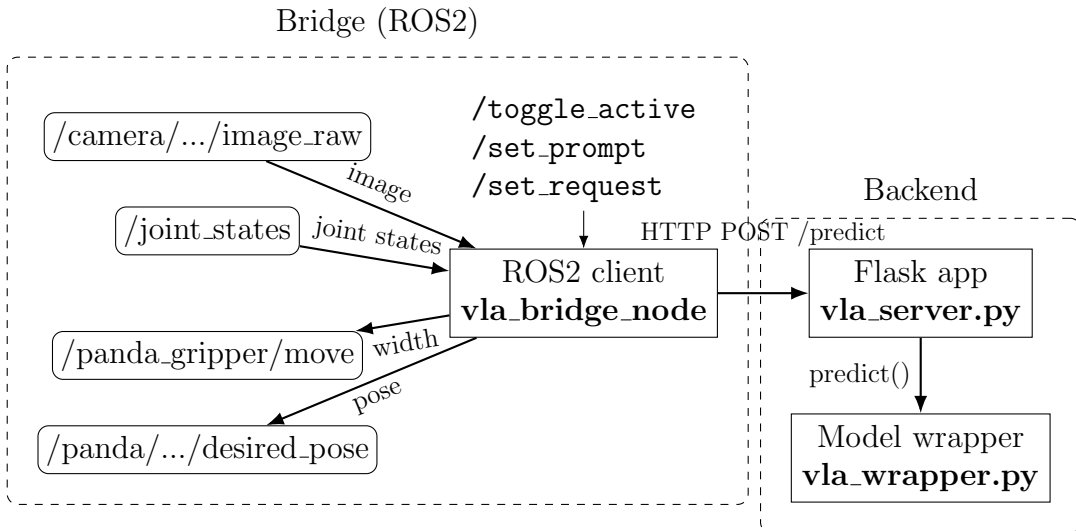 Bridge (ROS2)
/camera/.../image_raw
image
/joint_states
joint states
/panda_gripper/move
width
/panda/.../desired_pose
pose
/toggle_active
/set_prompt
/set_request
ROS2 client
vla_bridge_node
HTTP POST /predict
Backend
Flask app
vla_server.py
predict()
Model wrapper
vla_wrapper.py